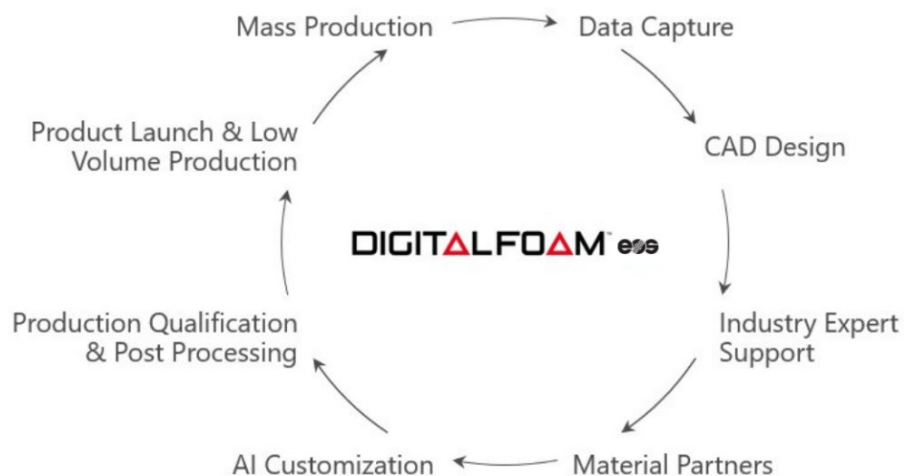 Mass Production
Data Capture
CAD Design
Industry Expert
Support
Material Partners
AI Customization
Production Qualification
& Post Processing
Product Launch & Low
Volume Production
DIGITALFOAM™ eos